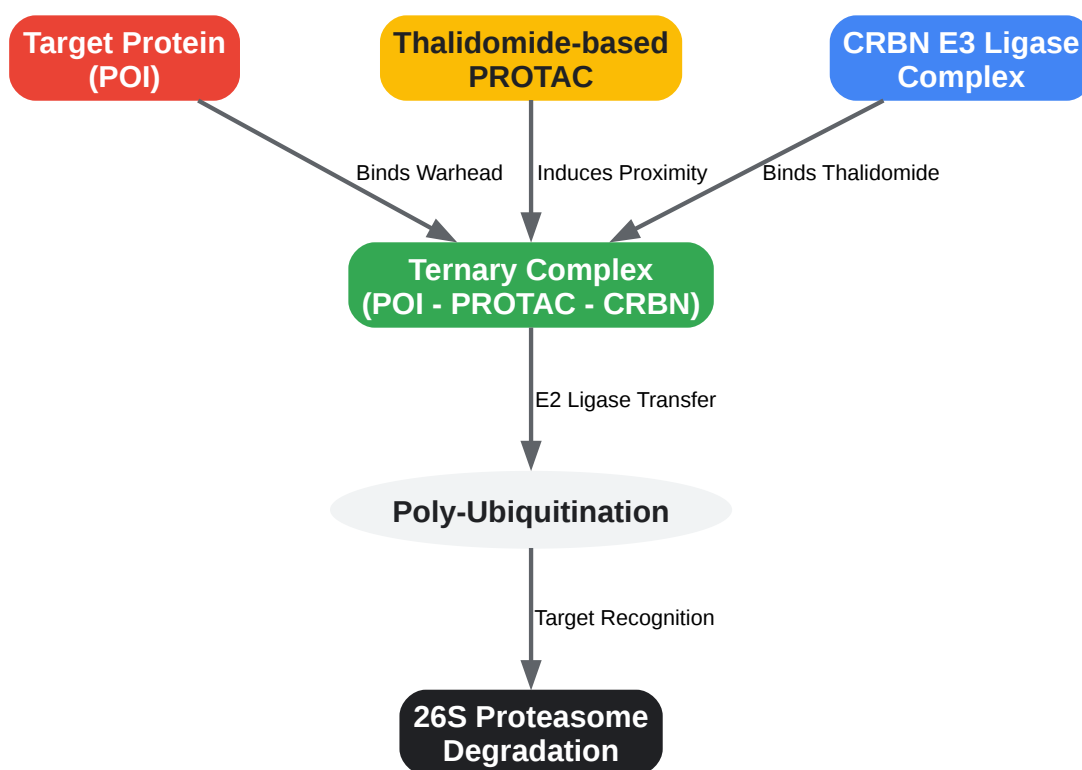 Target Protein
(POI)
Thalidomide-based
PROTAC
CRBN E3 Ligase
Complex
Binds Warhead
Induces Proximity
Binds Thalidomide
Ternary Complex
(POI - PROTAC - CRBN)
E2 Ligase Transfer
Poly-Ubiquitination
Target Recognition
26S Proteasome
Degradation